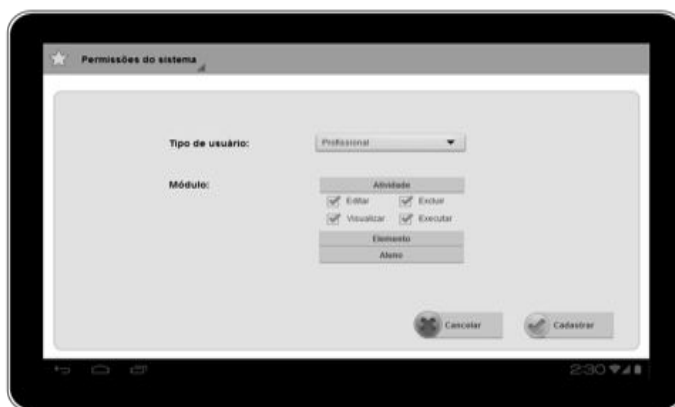 Permissões do sistema
Tipo de usuário: Profissional
Módulo: Atividade
Editar Excluir
Visualizar Executar
Elemento
Aluno
Cancelar Cadastrar
2:30